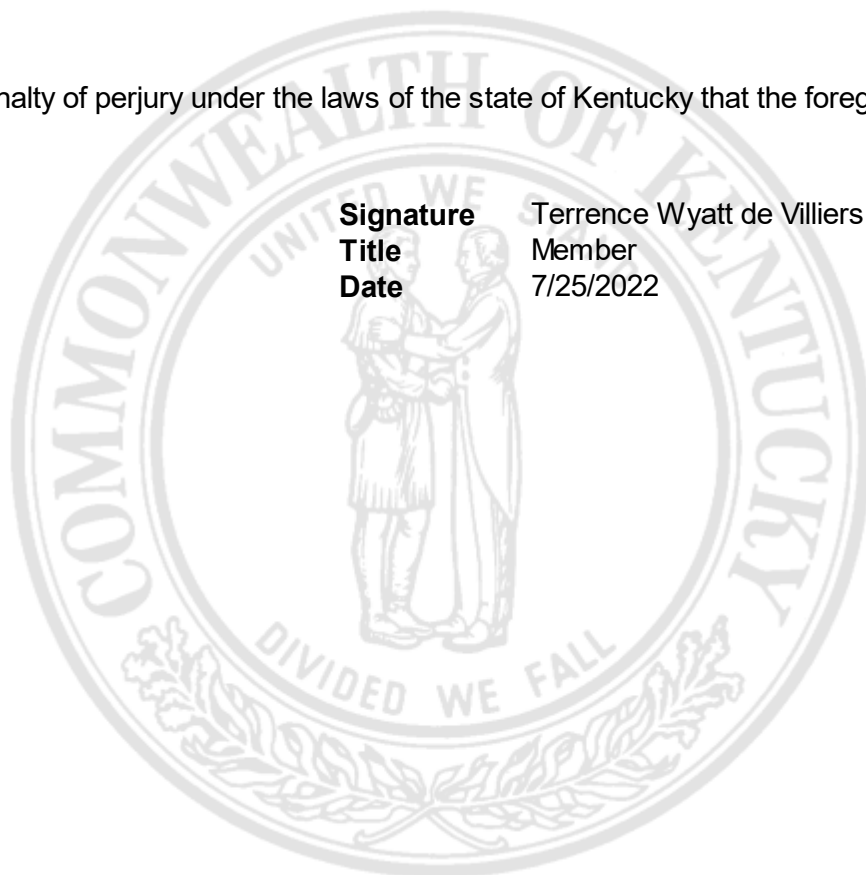 nalty of perjury under the laws of the state of Kentucky that the foreg
Signature Terrence Wyatt de Villiers
Title Member
Date 7/25/2022
COMMONWEALTH OF KENTUCKY
UNITED WE STAND
DIVIDED WE FALL